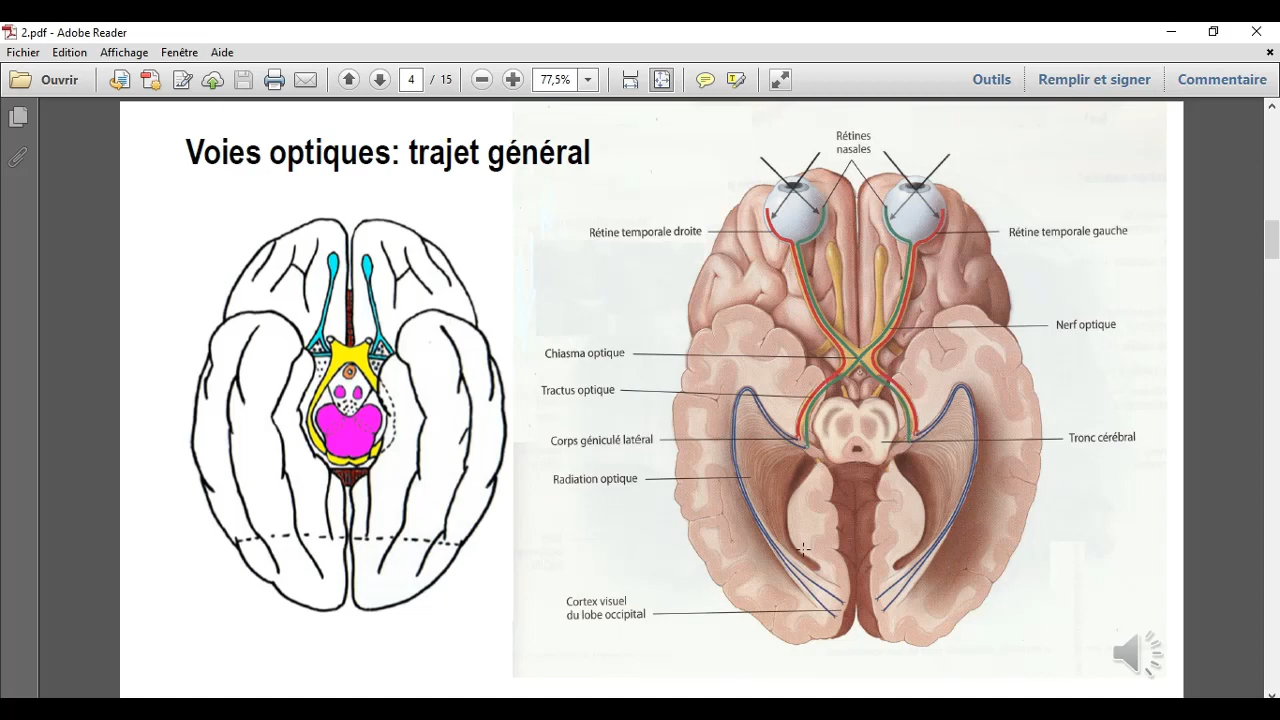 2.pdf - Adobe Reader
Fichier Edition Affichage Fenêtre Aide
Ouvrir 4 / 15 77,5% Outils Remplir et signer Commentaire
Voies optiques: trajet général
Rétines
nasales
Rétine temporale droite
Rétine temporale gauche
Nerf optique
Chiasma optique
Tractus optique
Corps géniculé latéral
Tronc cérébral
Radiation optique
Cortex visuel
du lobe occipital